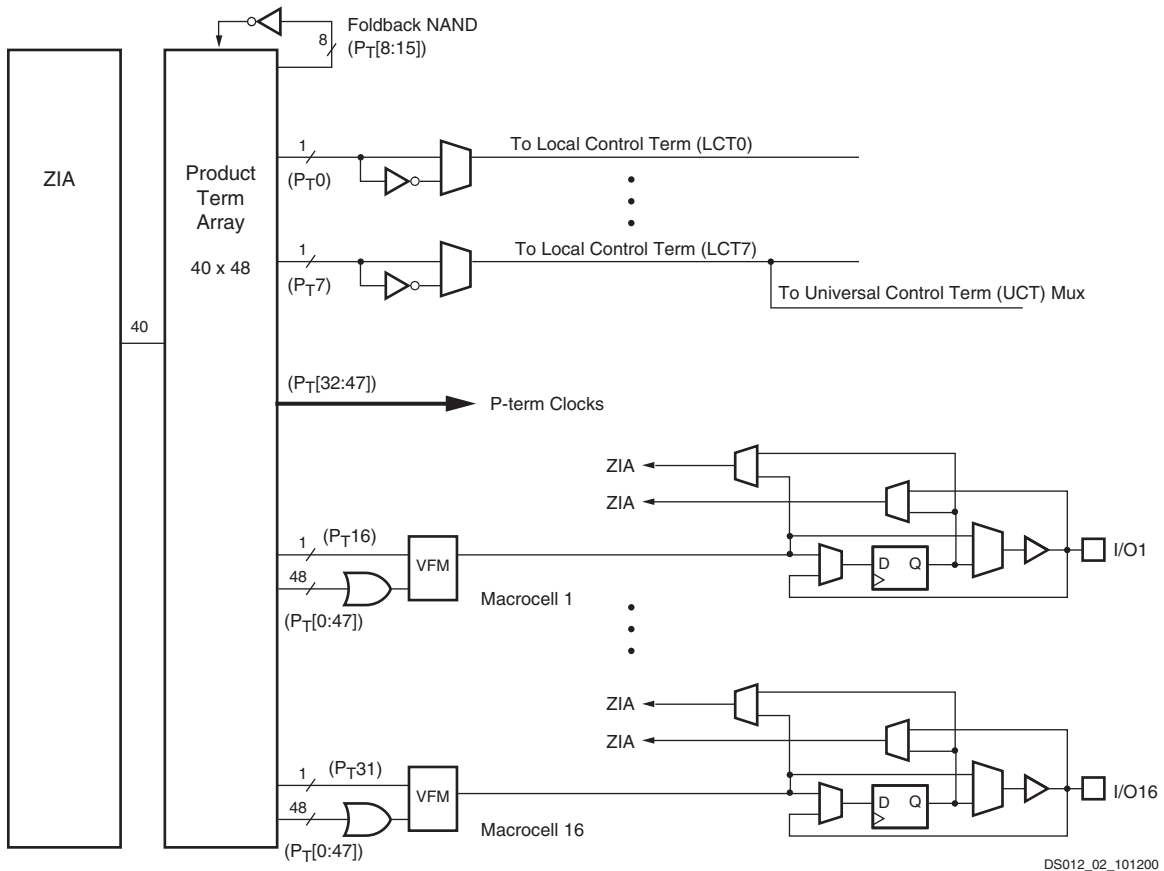 Foldback NAND
8
(PT[8:15])
ZIA
Product
Term
Array
40 x 48
40
1
(PT0)
To Local Control Term (LCT0)
1
(PT7)
To Local Control Term (LCT7)
To Universal Control Term (UCT) Mux
(PT[32:47])
P-term Clocks
ZIA
ZIA
1
(PT16)
48
(PT[0:47])
VFM
Macrocell 1
D Q
I/O1
ZIA
ZIA
1
(PT31)
48
(PT[0:47])
VFM
Macrocell 16
D Q
I/O16
DS012_02_101200